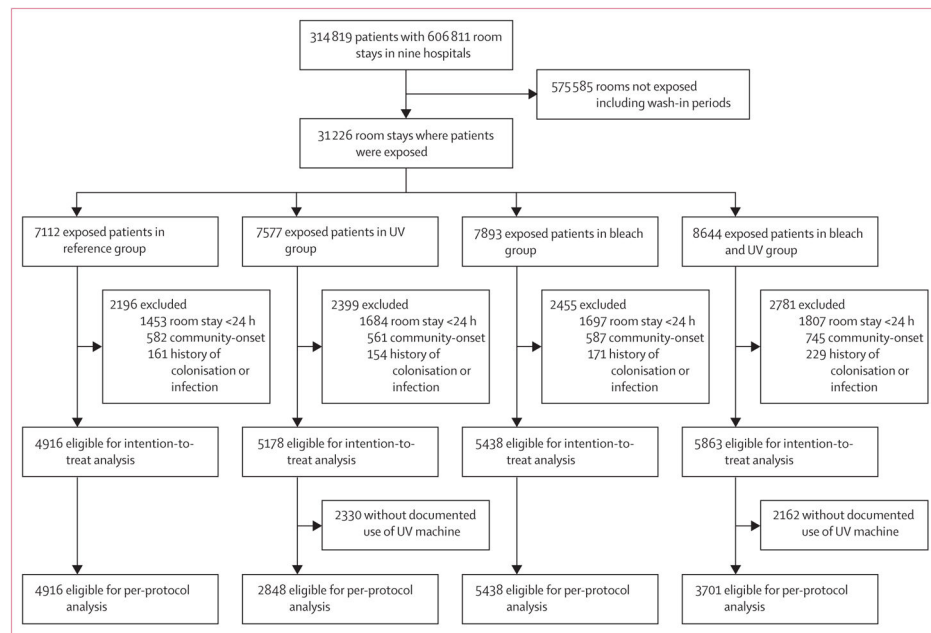 314 819 patients with 606 811 room
stays in nine hospitals
575 585 rooms not exposed
including wash-in periods
31 226 room stays where patients
were exposed
7112 exposed patients in
reference group
7577 exposed patients in UV
group
7893 exposed patients in bleach
group
8644 exposed patients in bleach
and UV group
2196 excluded
1453 room stay <24 h
582 community-onset
161 history of
colonisation or
infection
2399 excluded
1684 room stay <24 h
561 community-onset
154 history of
colonisation or
infection
2455 excluded
1697 room stay <24 h
587 community-onset
171 history of
colonisation or
infection
2781 excluded
1807 room stay <24 h
745 community-onset
229 history of
colonisation or
infection
4916 eligible for intention-to-
treat analysis
5178 eligible for intention-to-
treat analysis
5438 eligible for intention-to-
treat analysis
5863 eligible for intention-to-
treat analysis
2330 without documented
use of UV machine
2162 without documented
use of UV machine
4916 eligible for per-protocol
analysis
2848 eligible for per-protocol
analysis
5438 eligible for per-protocol
analysis
3701 eligible for per-protocol
analysis